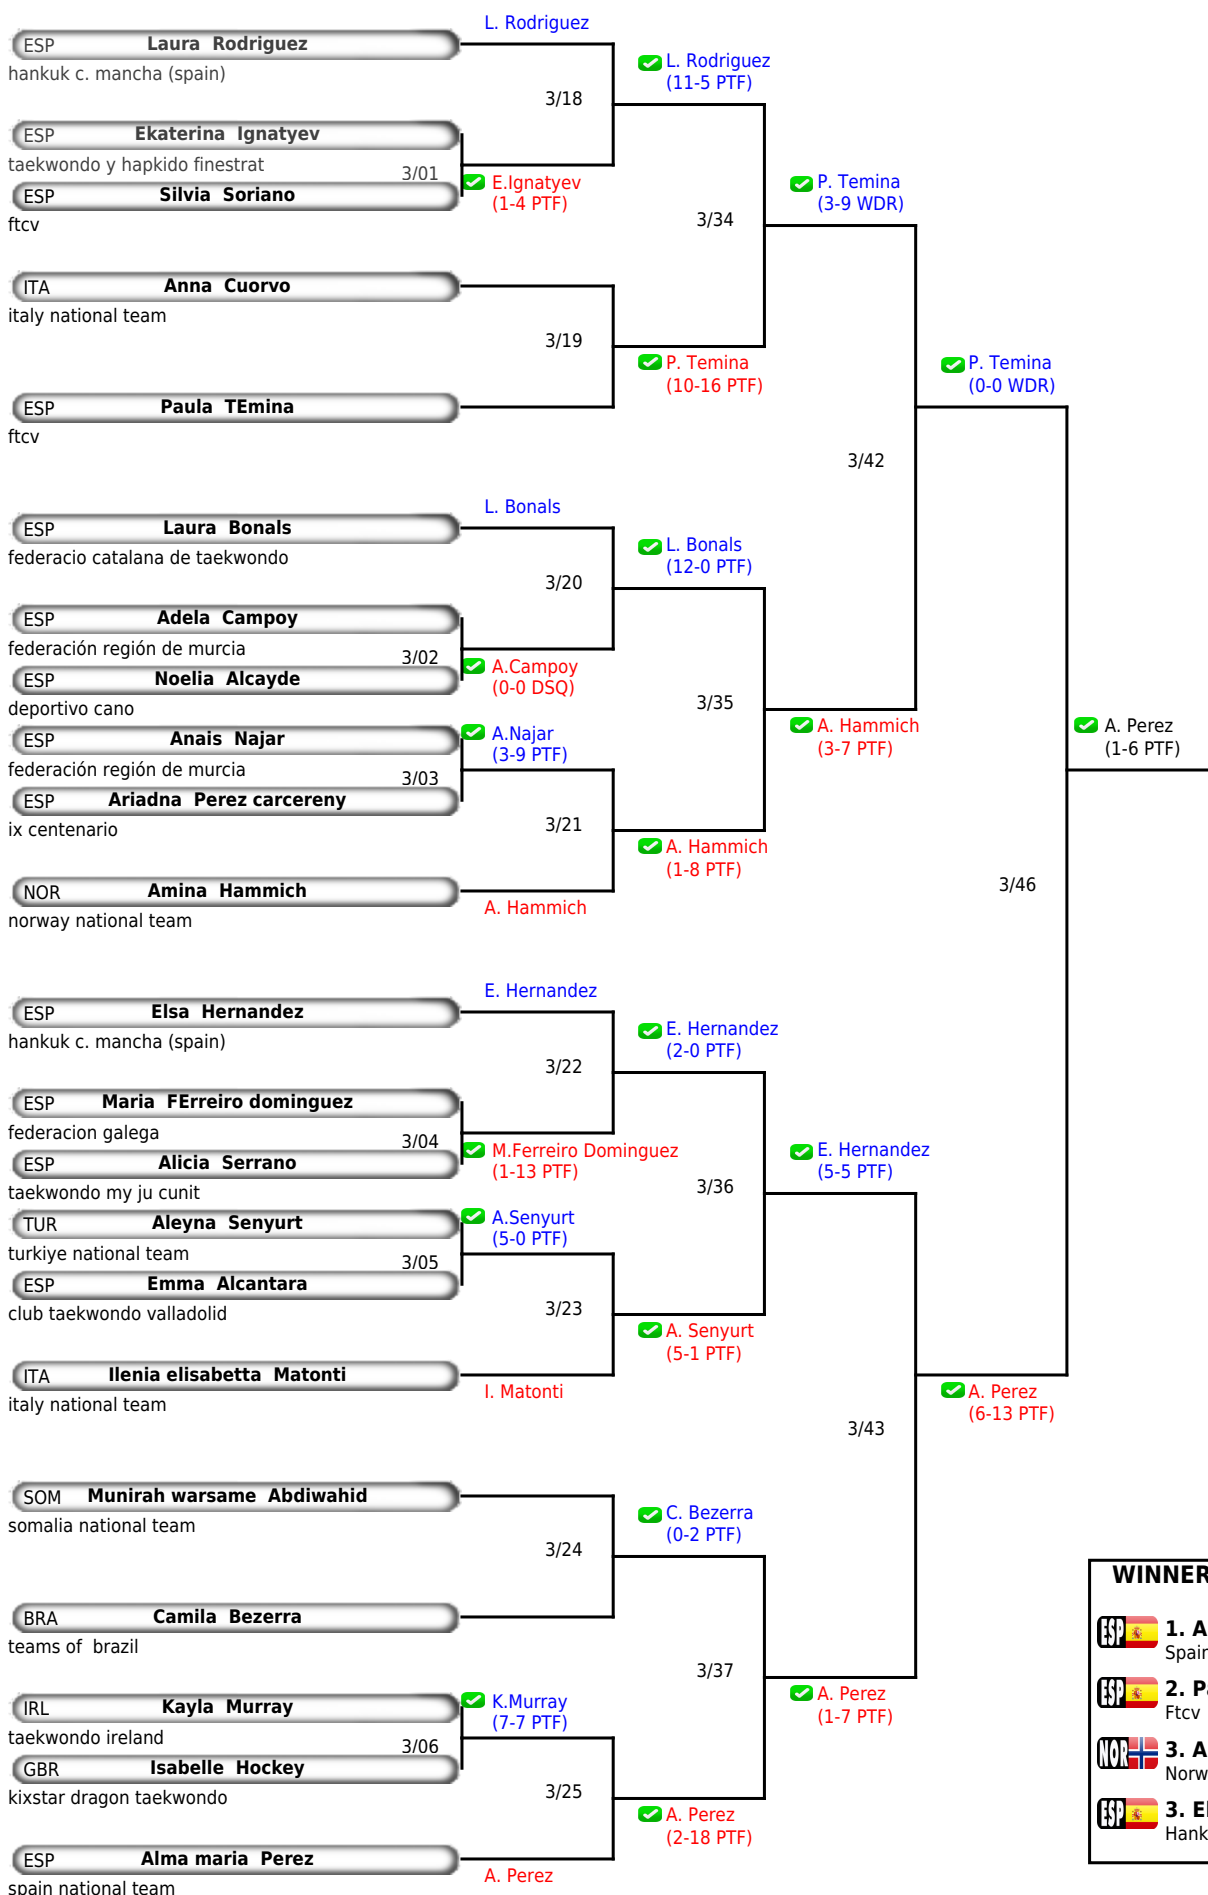 L. Rodriguez
ESP Laura Rodriguez
hankuk c. mancha (spain)
L. Rodriguez
(11-5 PTF)
3/18
ESP Ekaterina Ignatyev
taekwondo y hapkido finestrat
3/01
ESP Silvia Soriano
ftcv
E.Ignatyev
(1-4 PTF)
P. Temina
(3-9 WDR)
3/34
ITA Anna Cuorvo
italy national team
3/19
P. Temina
(10-16 PTF)
P. Temina
(0-0 WDR)
ESP Paula TEmina
ftcv
3/42
L. Bonals
ESP Laura Bonals
federacio catalana de taekwondo
L. Bonals
(12-0 PTF)
3/20
ESP Adela Campoy
federación región de murcia
3/02
ESP Noelia Alcayde
deportivo cano
A.Campoy
(0-0 DSQ)
3/35
ESP Anais Najar
federación región de murcia
A.Najar
(3-9 PTF)
A. Hammich
(3-7 PTF)
A. Perez
(1-6 PTF)
3/03
ESP Ariadna Perez carcereny
ix centenario
3/21
A. Hammich
(1-8 PTF)
NOR Amina Hammich
norway national team
A. Hammich
3/46
E. Hernandez
ESP Elsa Hernandez
hankuk c. mancha (spain)
E. Hernandez
(2-0 PTF)
3/22
ESP Maria FErreiro dominguez
federacion galega
3/04
ESP Alicia Serrano
taekwondo my ju cunit
M.Ferreiro Dominguez
(1-13 PTF)
E. Hernandez
(5-5 PTF)
3/36
TUR Aleyna Senyurt
turkiye national team
A.Senyurt
(5-0 PTF)
3/05
ESP Emma Alcantara
club taekwondo valladolid
3/23
A. Senyurt
(5-1 PTF)
ITA Ilenia elisabetta Matonti
italy national team
I. Matonti
A. Perez
(6-13 PTF)
3/43
SOM Munirah warsame Abdiwahid
somalia national team
C. Bezerra
(0-2 PTF)
3/24
BRA Camila Bezerra
teams of brazil
3/37
IRL Kayla Murray
taekwondo ireland
K.Murray
(7-7 PTF)
A. Perez
(1-7 PTF)
3/06
GBR Isabelle Hockey
kixstar dragon taekwondo
3/25
A. Perez
(2-18 PTF)
ESP Alma maria Perez
spain national team
A. Perez
WINNER
ESP 1. A
Spain
ESP 2. Pa
Ftcv
NOR 3. A
Norw
ESP 3. El
Hank